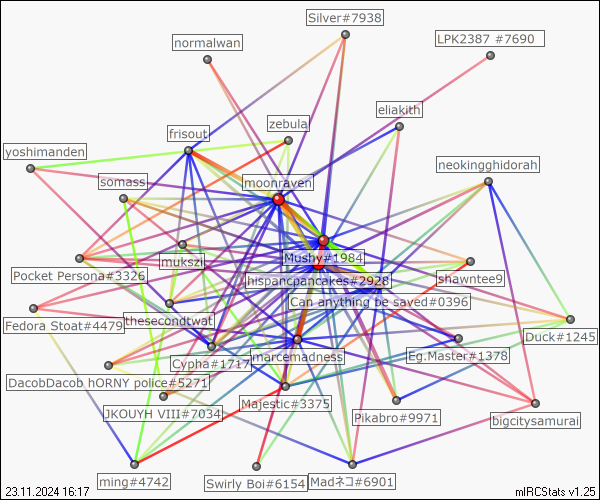 Silver#7938
LPK2387 #7690
normalwan
zebula
eliakith
frisout
yoshimanden
neokingghidorah
somass
moonraven
Mushy#1984
mukszi
Pocket Persona#3326
hispancpancakes#2928
shawntee9
Can anything be saved#0396
Fedora Stoat#4479
thesecondtwat
Duck#1245
Cypha#1717
marcemadness
Eg.Master#1378
DacobDacob hORNY police#5271
JKOUYH VIII#7034
Majestic#3375
Pikabro#9971
bigcitysamurai
ming#4742
Swirly Boi#6154
Madネコ#6901
23.11.2024 16:17
mIRCStats v1.25